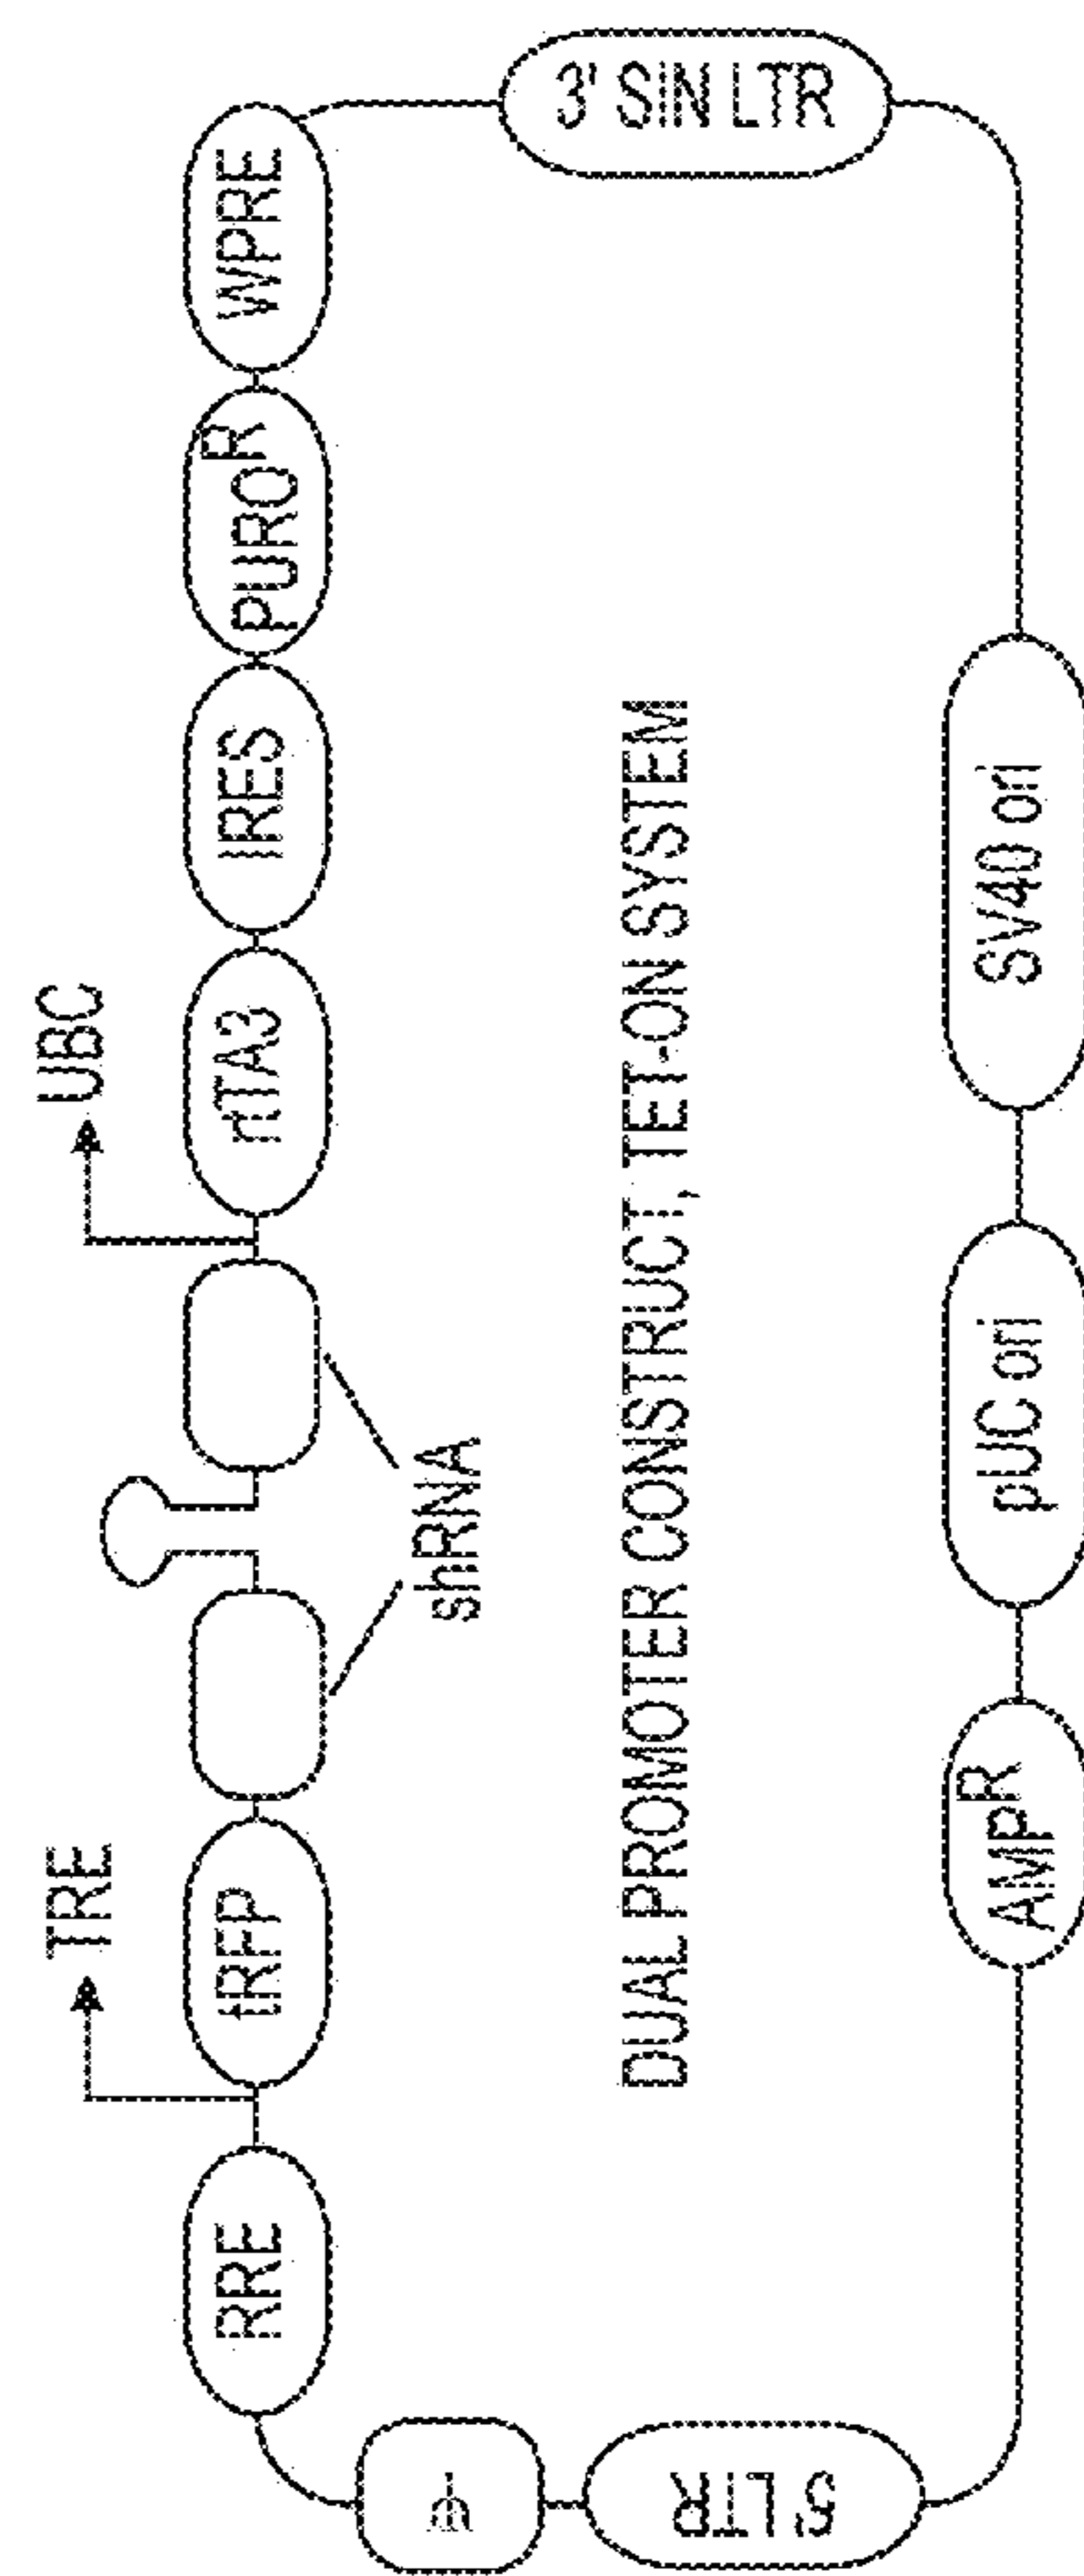 TRE
UBC
RRE
tRFP
rtTA3
IRES
PURO^R
WPRE
shRNA
Ψ
5' LTR
3' SIN LTR
DUAL PROMOTER CONSTRUCT, TET-ON SYSTEM
AMP^R
pUC ori
SV40 ori